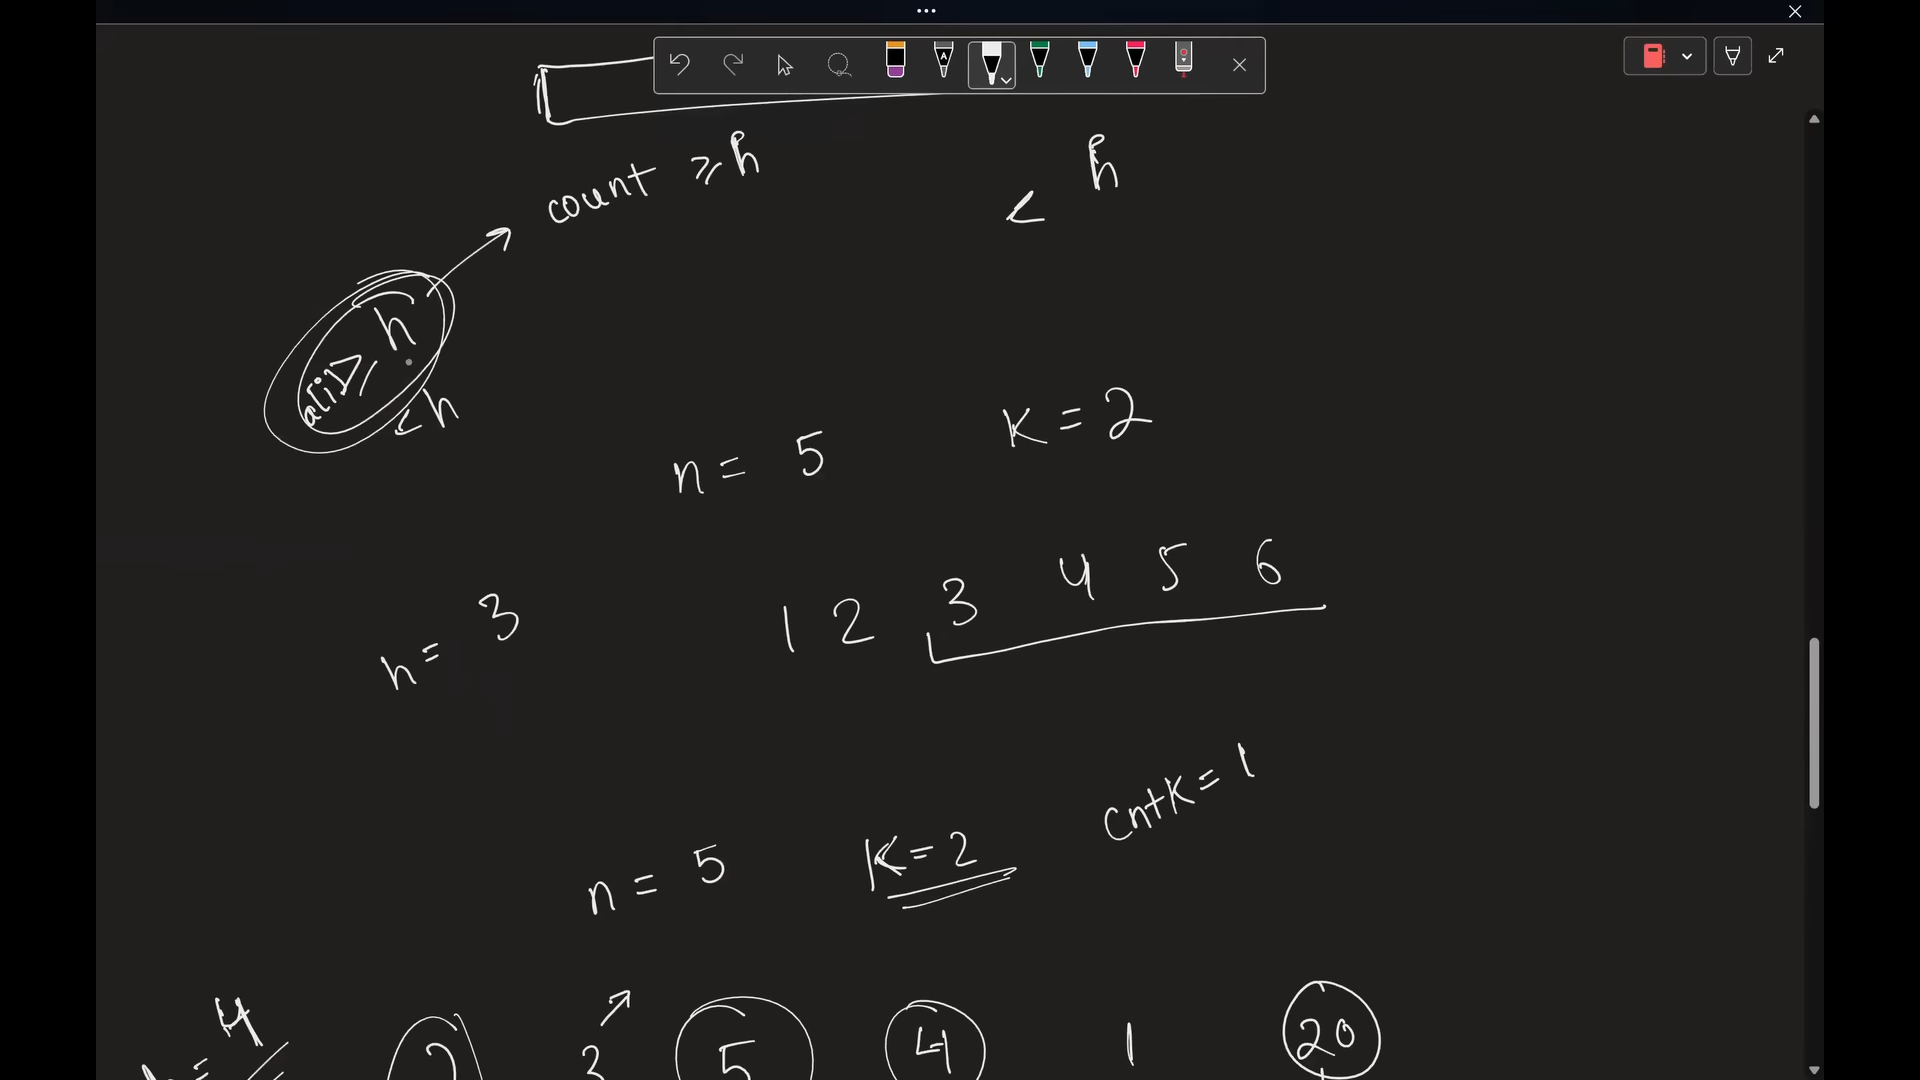 count ≥ h
< h
a[i] ≥ h
< h
n = 5 K = 2
h = 3 1 2 3 4 5 6
n = 5 K = 2 cntK = 1
= 4 3 5 4 1 20